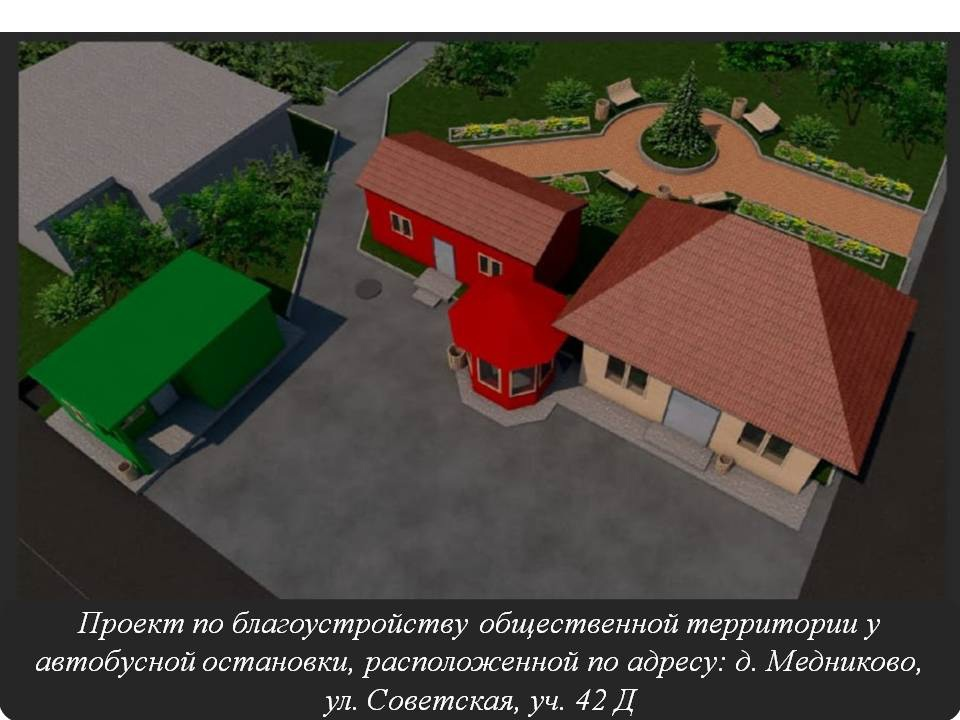 Проект по благоустройству общественной территории у
автобусной остановки, расположенной по адресу: д. Медниково,
ул. Советская, уч. 42 Д